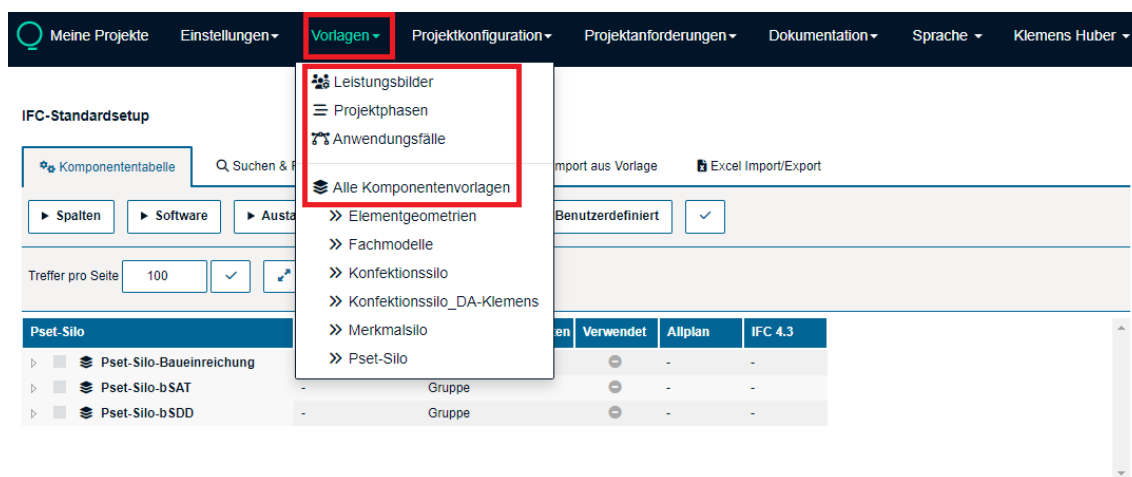 Meine Projekte Einstellungen Vorlagen Projektkonfiguration Projektanforderungen Dokumentation Sprache Klemens Huber
Leistungsbilder
Projektphasen
Anwendungsfälle
Alle Komponentenvorlagen
Elementgeometrien
Fachmodelle
Konfektionssilo
Konfektionssilo_DA-Klemens
Merkmalsilo
Pset-Silo
IFC-Standardsetup
Komponententabelle Suchen & aus Vorlage Excel Import/Export
Spalten Software Benutzerdefiniert
Treffer pro Seite 100
Pset-Silo Verwendet Allplan IFC 4.3
Pset-Silo-Baueinreichung - -
Pset-Silo-bSAT - Gruppe - -
Pset-Silo-bSDD - Gruppe - -